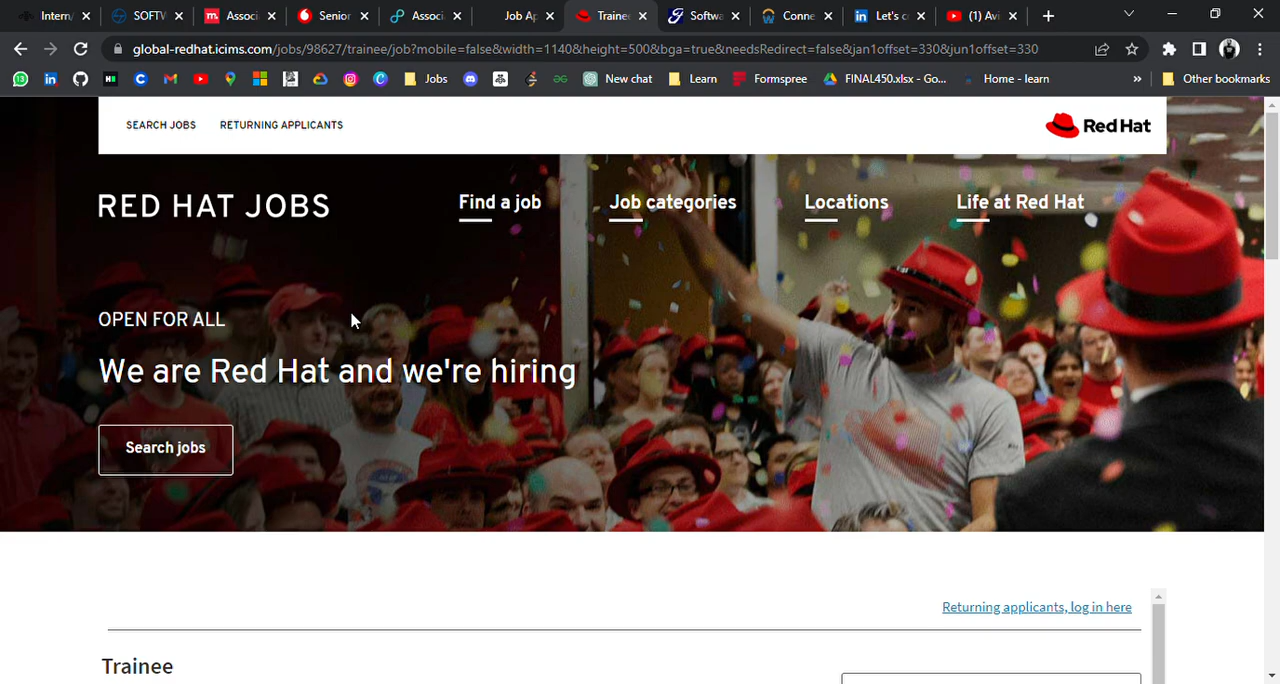 Intern/
SOFTV
Associ
Senior
Associ
Job Ap
Traine
Softwa
Conne
Let's c
(1) Avi
global-redhat.icims.com/jobs/98627/trainee/job?mobile=false&width=1140&height=500&bga=true&needsRedirect=false&jan1offset=330&jun1offset=330
Jobs
New chat
Learn
Formspree
FINAL450.xlsx - Go...
Home - learn
Other bookmarks
SEARCH JOBS
RETURNING APPLICANTS
Red Hat
RED HAT JOBS
Find a job
Job categories
Locations
Life at Red Hat
OPEN FOR ALL
We are Red Hat and we're hiring
Search jobs
Returning applicants, log in here
Trainee